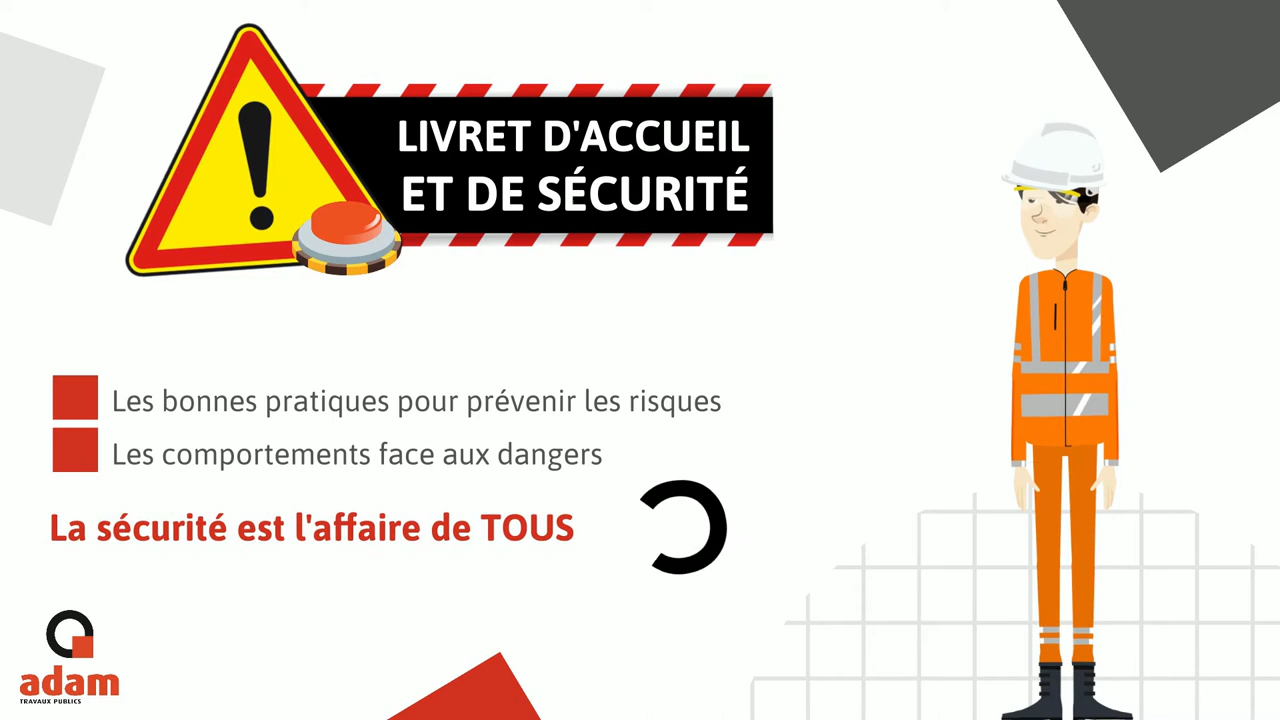 LIVRET D'ACCUEIL
ET DE SÉCURITÉ
Les bonnes pratiques pour prévenir les risques
Les comportements face aux dangers
La sécurité est l'affaire de TOUS
adam
TRAVAUX PUBLICS